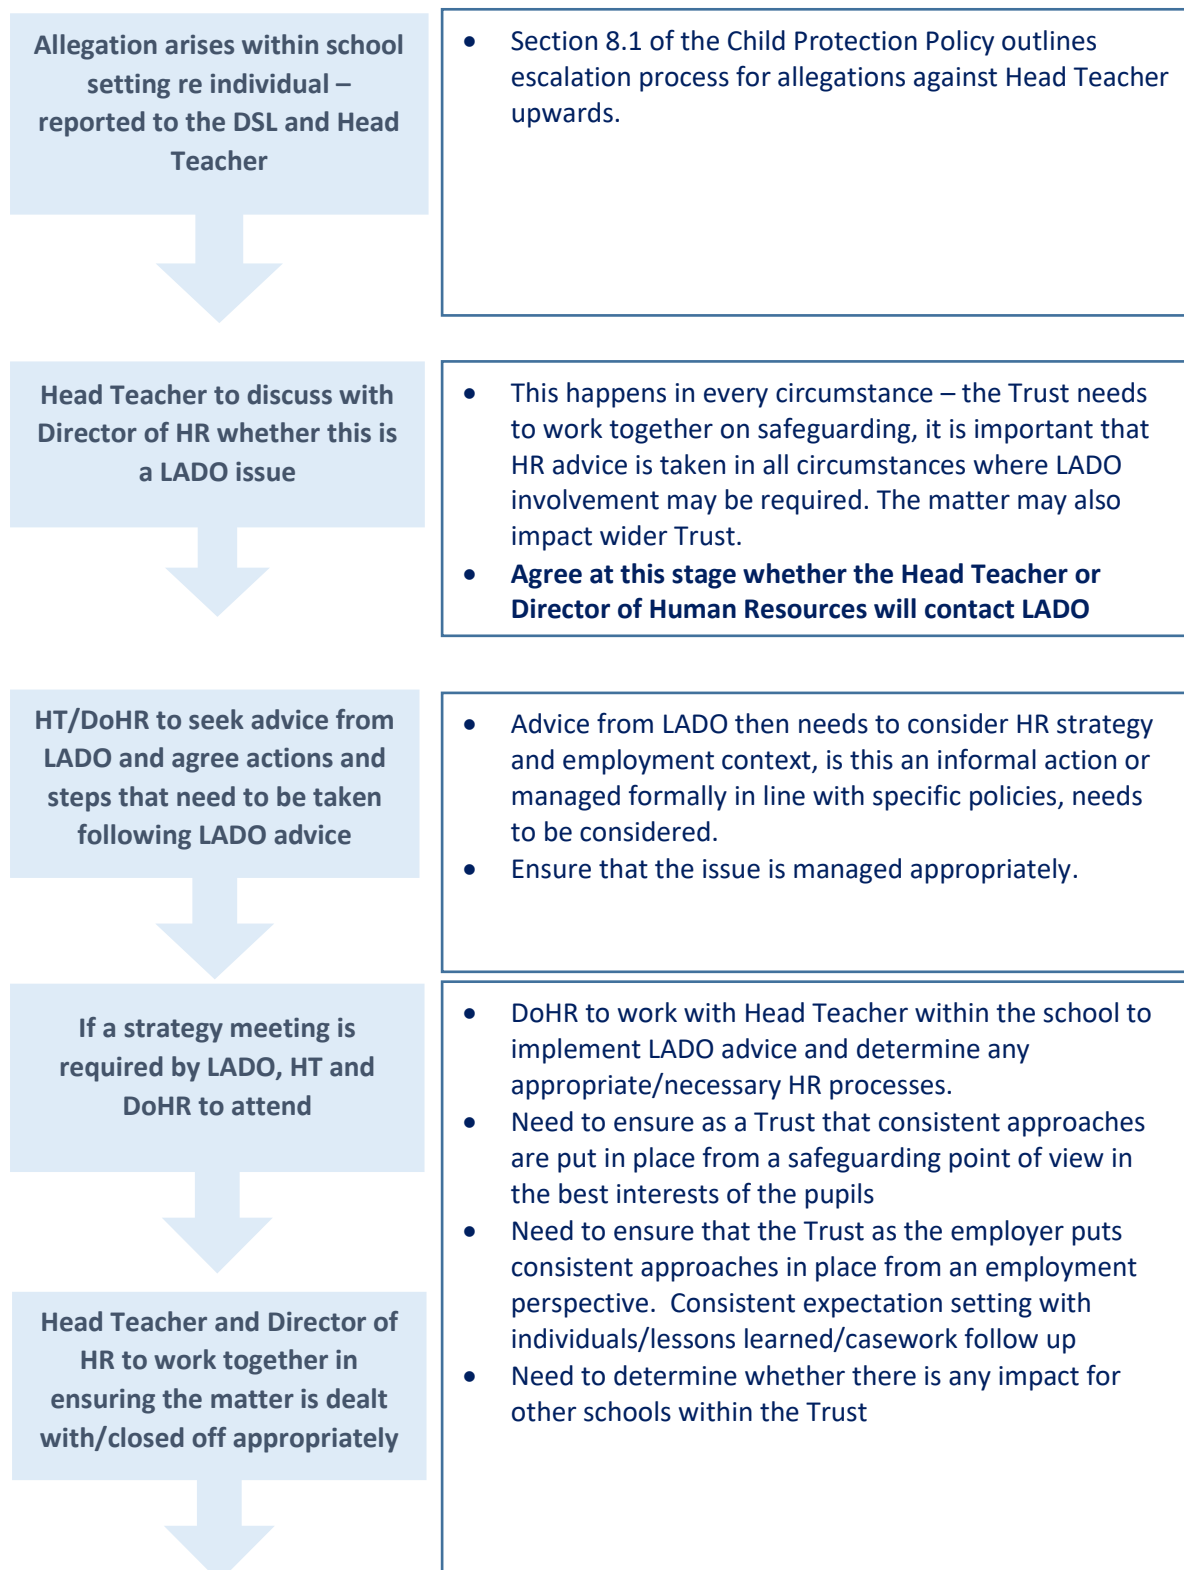 Allegation arises within school
setting re individual –
reported to the DSL and Head
Teacher
• Section 8.1 of the Child Protection Policy outlines
escalation process for allegations against Head Teacher
upwards.
Head Teacher to discuss with
Director of HR whether this is
a LADO issue
• This happens in every circumstance – the Trust needs
to work together on safeguarding, it is important that
HR advice is taken in all circumstances where LADO
involvement may be required. The matter may also
impact wider Trust.
• Agree at this stage whether the Head Teacher or
Director of Human Resources will contact LADO
HT/DoHR to seek advice from
LADO and agree actions and
steps that need to be taken
following LADO advice
• Advice from LADO then needs to consider HR strategy
and employment context, is this an informal action or
managed formally in line with specific policies, needs
to be considered.
• Ensure that the issue is managed appropriately.
If a strategy meeting is
required by LADO, HT and
DoHR to attend
• DoHR to work with Head Teacher within the school to
implement LADO advice and determine any
appropriate/necessary HR processes.
• Need to ensure as a Trust that consistent approaches
are put in place from a safeguarding point of view in
the best interests of the pupils
• Need to ensure that the Trust as the employer puts
consistent approaches in place from an employment
perspective.  Consistent expectation setting with
individuals/lessons learned/casework follow up
• Need to determine whether there is any impact for
other schools within the Trust
Head Teacher and Director of
HR to work together in
ensuring the matter is dealt
with/closed off appropriately